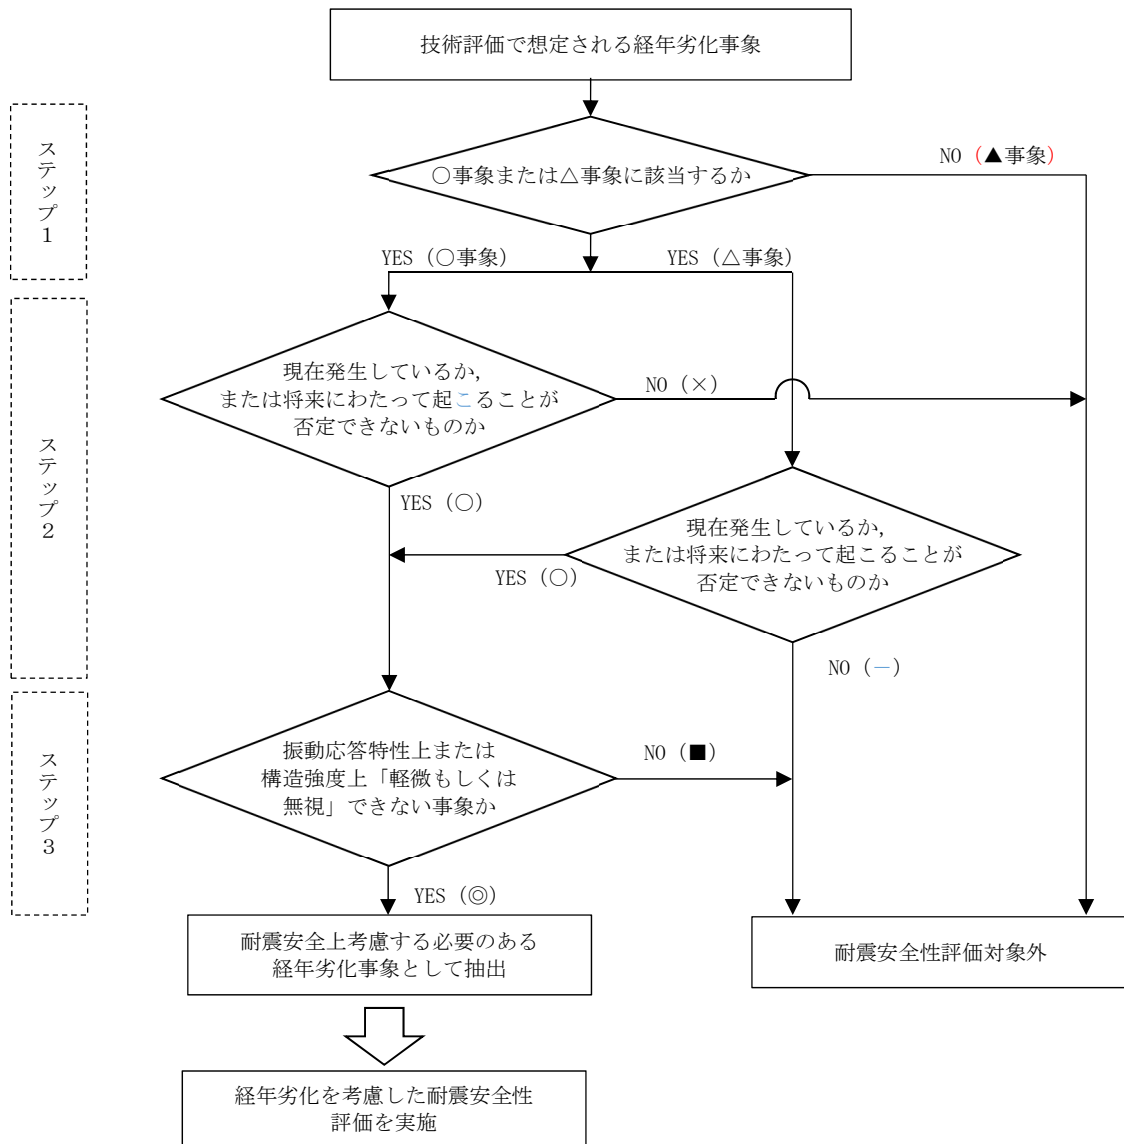 技術評価で想定される経年劣化事象
ステップ1
○事象または△事象に該当するか
NO (▲事象)
YES (○事象)
YES (△事象)
ステップ2
現在発生しているか,
または将来にわたって起こることが
否定できないものか
NO (×)
YES (○)
現在発生しているか,
または将来にわたって起こることが
否定できないものか
YES (○)
NO (―)
ステップ3
振動応答特性上または
構造強度上「軽微もしくは
無視」できない事象か
NO (■)
YES (◎)
耐震安全上考慮する必要のある
経年劣化事象として抽出
耐震安全性評価対象外
経年劣化を考慮した耐震安全性
評価を実施